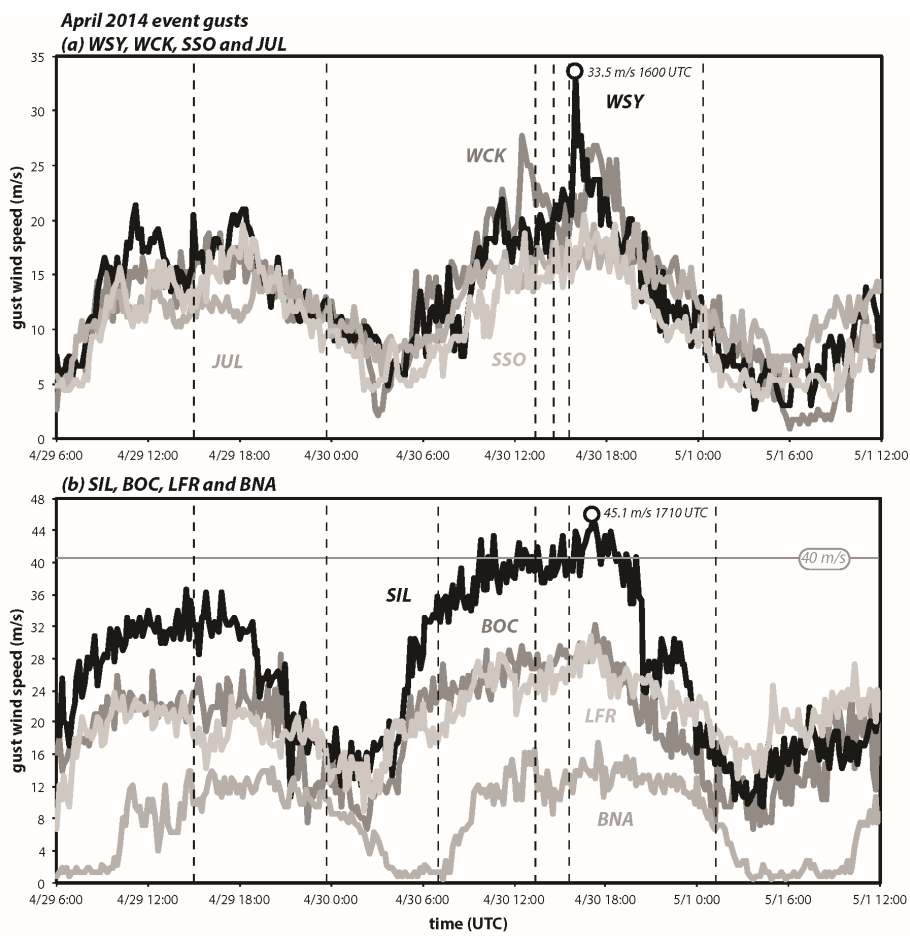 April 2014 event gusts
(a) WSY, WCK, SSO and JUL
35
30
25
20
15
10
5
0
gust wind speed (m/s)
33.5 m/s 1600 UTC
WSY
WCK
JUL
SSO
4/29 6:00 4/29 12:00 4/29 18:00 4/30 0:00 4/30 6:00 4/30 12:00 4/30 18:00 5/1 0:00 5/1 6:00 5/1 12:00
(b) SIL, BOC, LFR and BNA
48
44
40
36
32
28
24
20
16
12
8
4
0
gust wind speed (m/s)
45.1 m/s 1710 UTC
40 m/s
SIL
BOC
LFR
BNA
4/29 6:00 4/29 12:00 4/29 18:00 4/30 0:00 4/30 6:00 4/30 12:00 4/30 18:00 5/1 0:00 5/1 6:00 5/1 12:00
time (UTC)